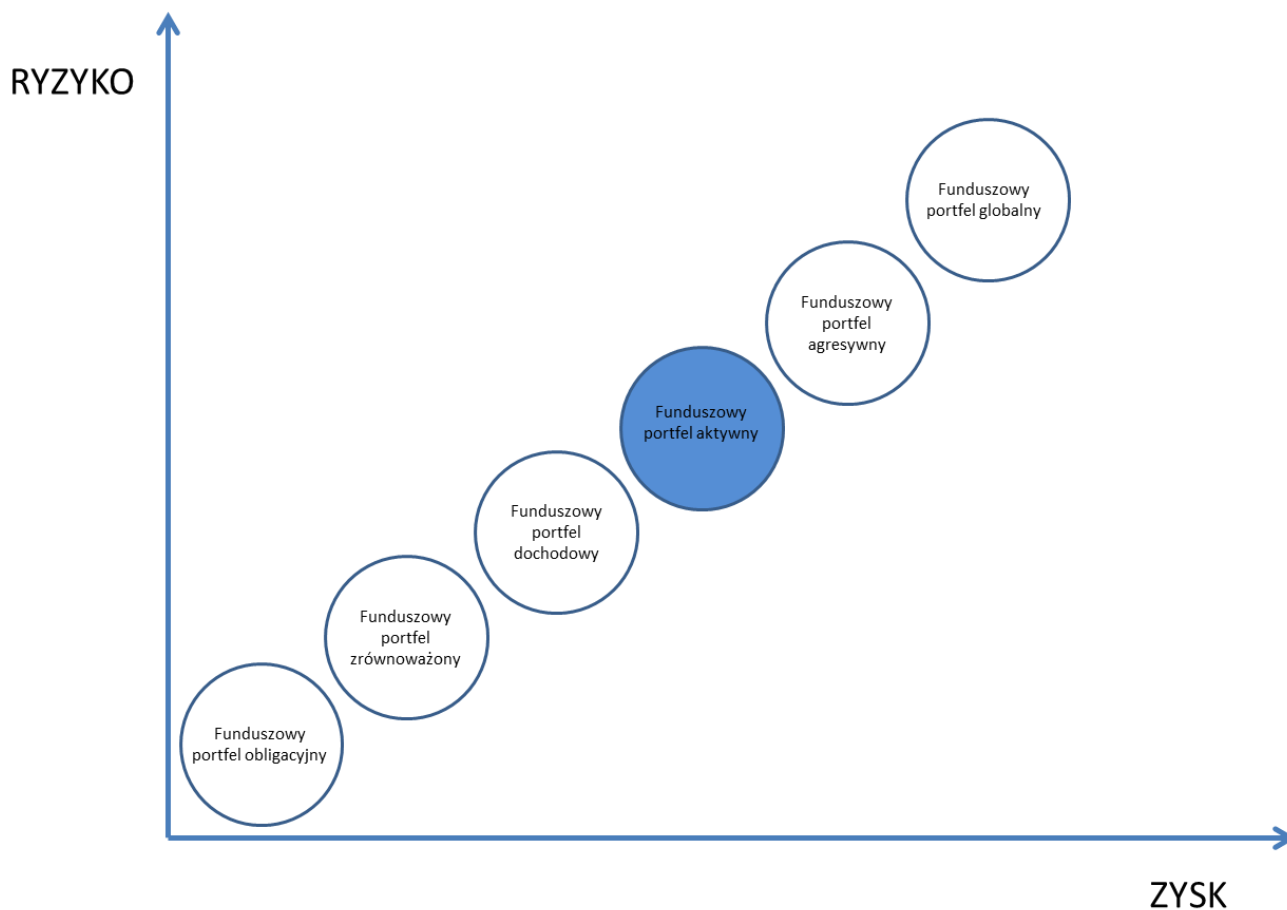 RYZYKO
Funduszowy
portfel globalny
Funduszowy
portfel
agresywny
Funduszowy
portfel aktywny
Funduszowy
portfel
dochodowy
Funduszowy
portfel
zrównoważony
Funduszowy
portfel obligacyjny
ZYSK